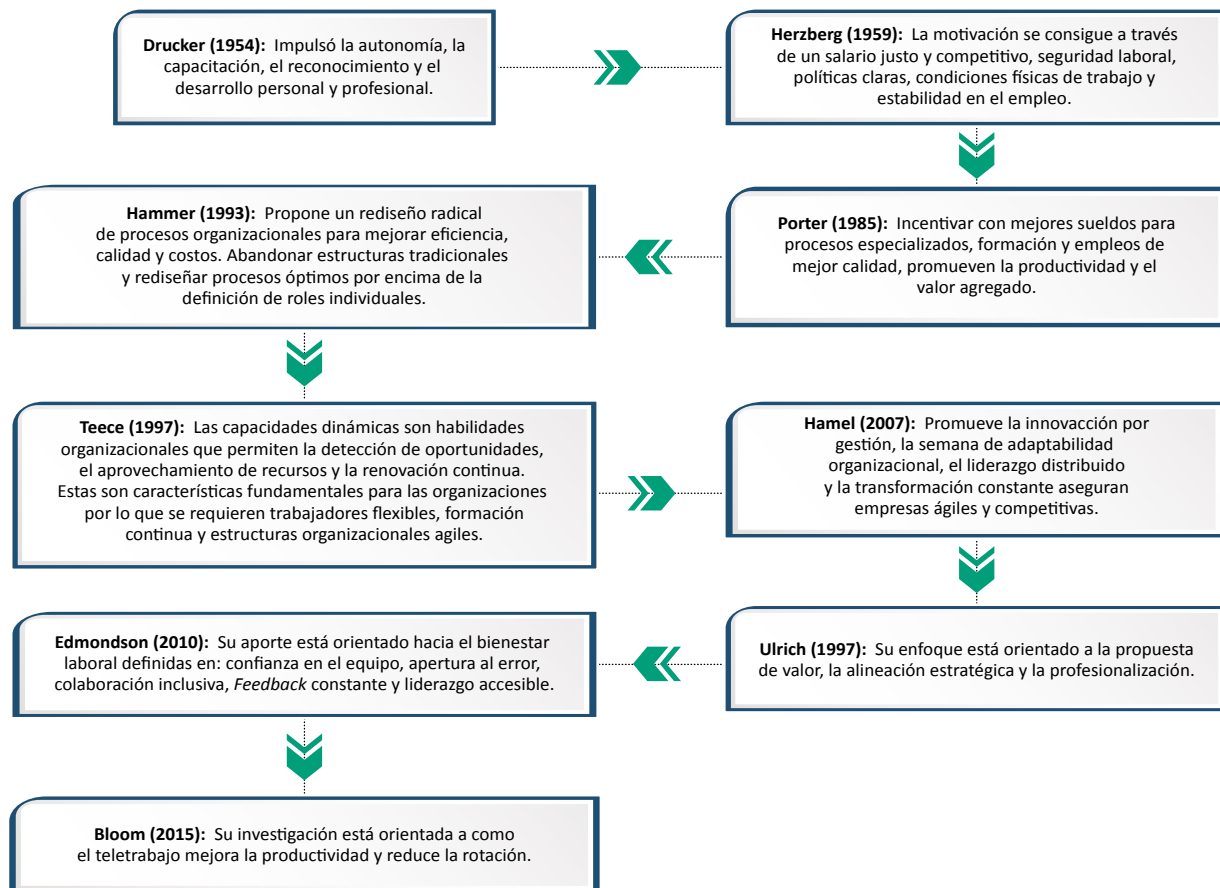 Drucker (1954): Impulsó la autonomía, la
capacitación, el reconocimiento y el
desarrollo personal y profesional.
Herzberg (1959): La motivación se consigue a través
de un salario justo y competitivo, seguridad laboral,
políticas claras, condiciones físicas de trabajo y
estabilidad en el empleo.
Porter (1985): Incentivar con mejores sueldos para
procesos especializados, formación y empleos de
mejor calidad, promueven la productividad y el
valor agregado.
Hammer (1993): Propone un rediseño radical
de procesos organizacionales para mejorar eficiencia,
calidad y costos. Abandonar estructuras tradicionales
y rediseñar procesos óptimos por encima de la
definición de roles individuales.
Teece (1997): Las capacidades dinámicas son habilidades
organizacionales que permiten la detección de oportunidades,
el aprovechamiento de recursos y la renovación continua.
Estas son características fundamentales para las organizaciones
por lo que se requieren trabajadores flexibles, formación
continua y estructuras organizacionales agiles.
Hamel (2007): Promueve la innovacción por
gestión, la semana de adaptabilidad
organizacional, el liderazgo distribuido
y la transformación constante aseguran
empresas ágiles y competitivas.
Ulrich (1997): Su enfoque está orientado a la propuesta
de valor, la alineación estratégica y la profesionalización.
Edmondson (2010): Su aporte está orientado hacia el bienestar
laboral definidas en: confianza en el equipo, apertura al error,
colaboración inclusiva, Feedback constante y liderazgo accesible.
Bloom (2015): Su investigación está orientada a como
el teletrabajo mejora la productividad y reduce la rotación.